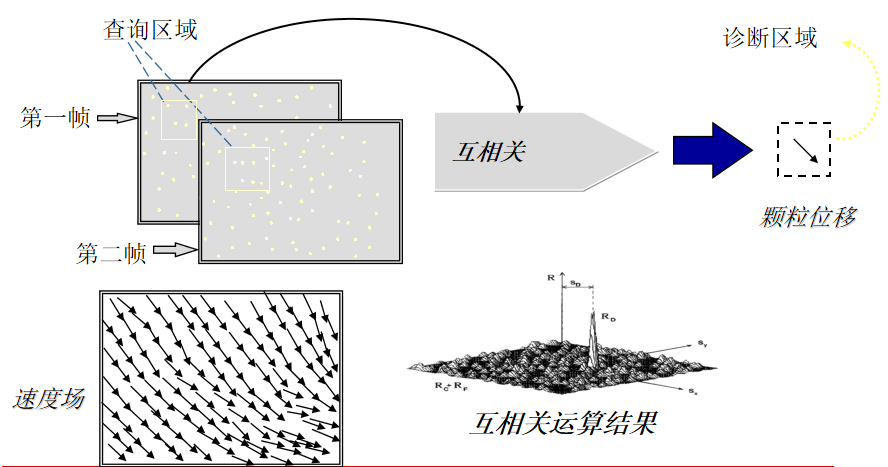 查询区域
诊断区域
第一帧
互相关
颗粒位移
第二帧
R
S_D
R_D
S_Y
S_X
R_C+R_F
速度场
互相关运算结果